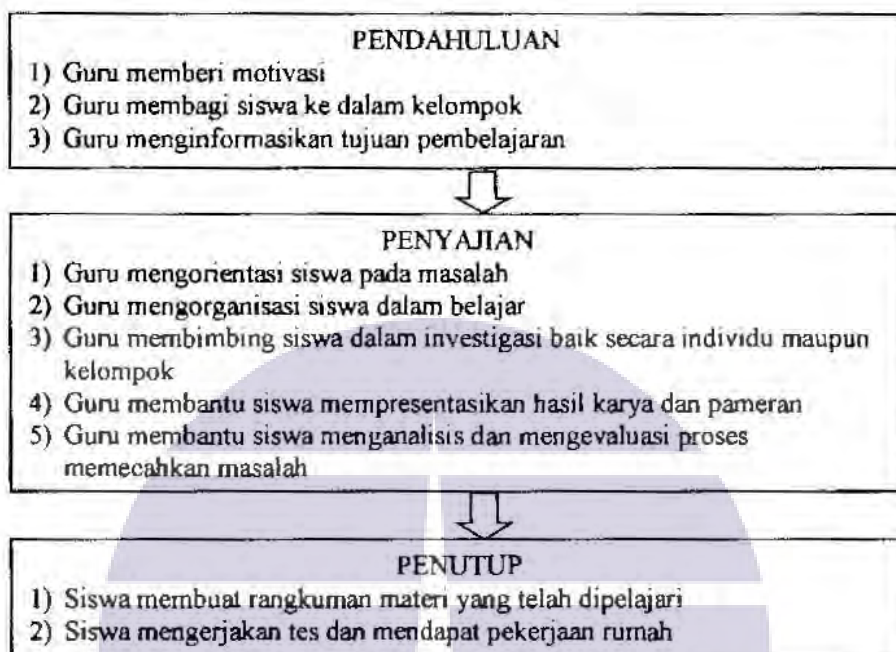 PENDAHULUAN
1) Guru memberi motivasi
2) Guru membagi siswa ke dalam kelompok
3) Guru menginformasikan tujuan pembelajaran
PENYAJIAN
1) Guru mengorientasi siswa pada masalah
2) Guru mengorganisasi siswa dalam belajar
3) Guru membimbing siswa dalam investigasi baik secara individu maupun
kelompok
4) Guru membantu siswa mempresentasikan hasil karya dan pameran
5) Guru membantu siswa menganalisis dan mengevaluasi proses
memecahkan masalah
PENUTUP
1) Siswa membuat rangkuman materi yang telah dipelajari
2) Siswa mengerjakan tes dan mendapat pekerjaan rumah